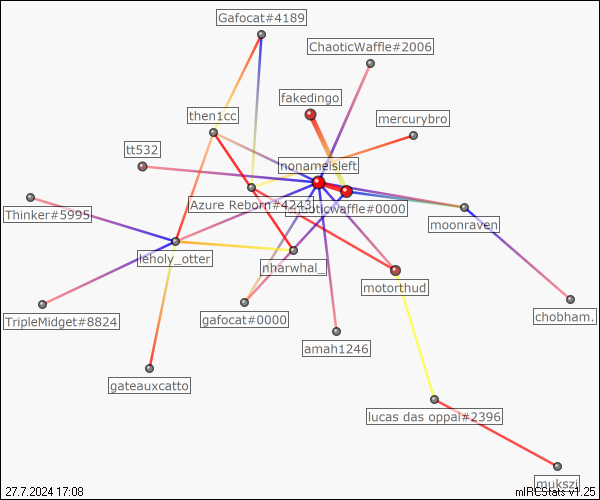 Gafocat#4189
ChaoticWaffle#2006
fakedingo
mercurybro
then1cc
tt532
nonameisleft
Azure Reborn#4243
chaoticwaffle#0000
Thinker#5995
moonraven
leholy_otter
nharwhal_
motorthud
TripleMidget#8824
gafocat#0000
chobham.
amah1246
gateauxcatto
lucas das oppai#2396
mukszi
27.7.2024 17:08
mIRCStats v1.25